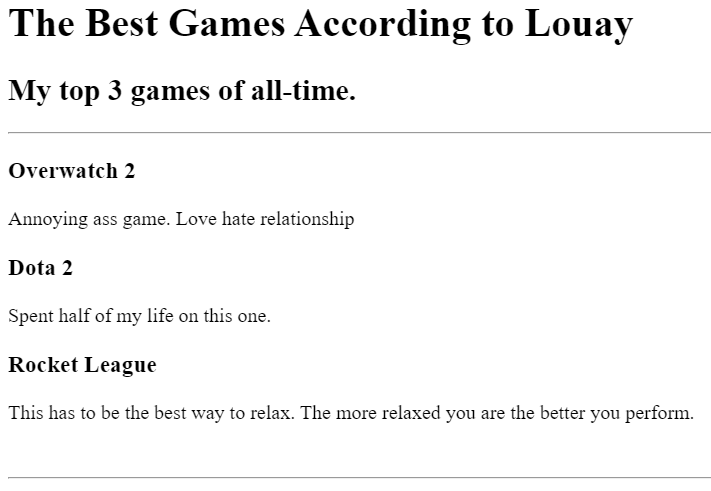 The Best Games According to Louay
My top 3 games of all-time.
Overwatch 2
Annoying ass game. Love hate relationship
Dota 2
Spent half of my life on this one.
Rocket League
This has to be the best way to relax. The more relaxed you are the better you perform.